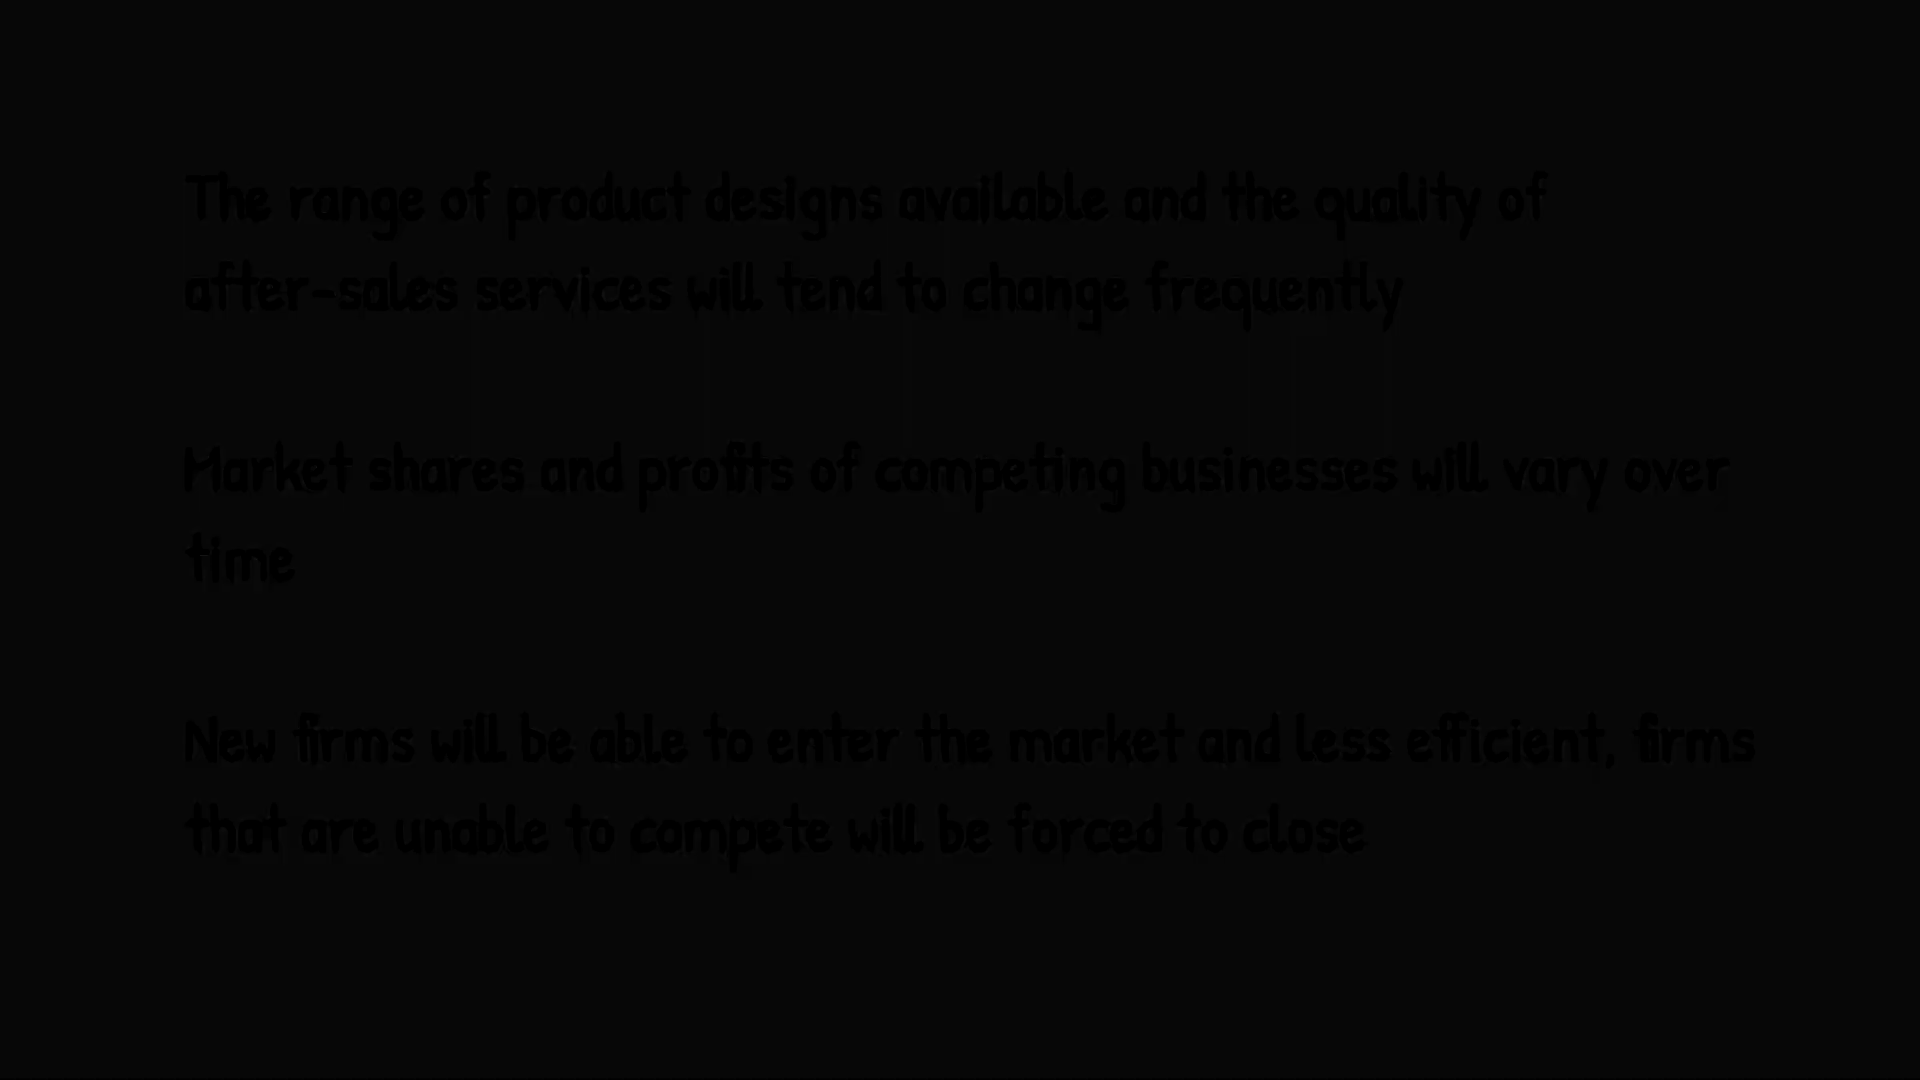 The range of product designs available and the quality of
after-sales services will tend to change frequently
Market shares and profits of competing businesses will vary over
time
New firms will be able to enter the market and less efficient, firms
that are unable to compete will be forced to close